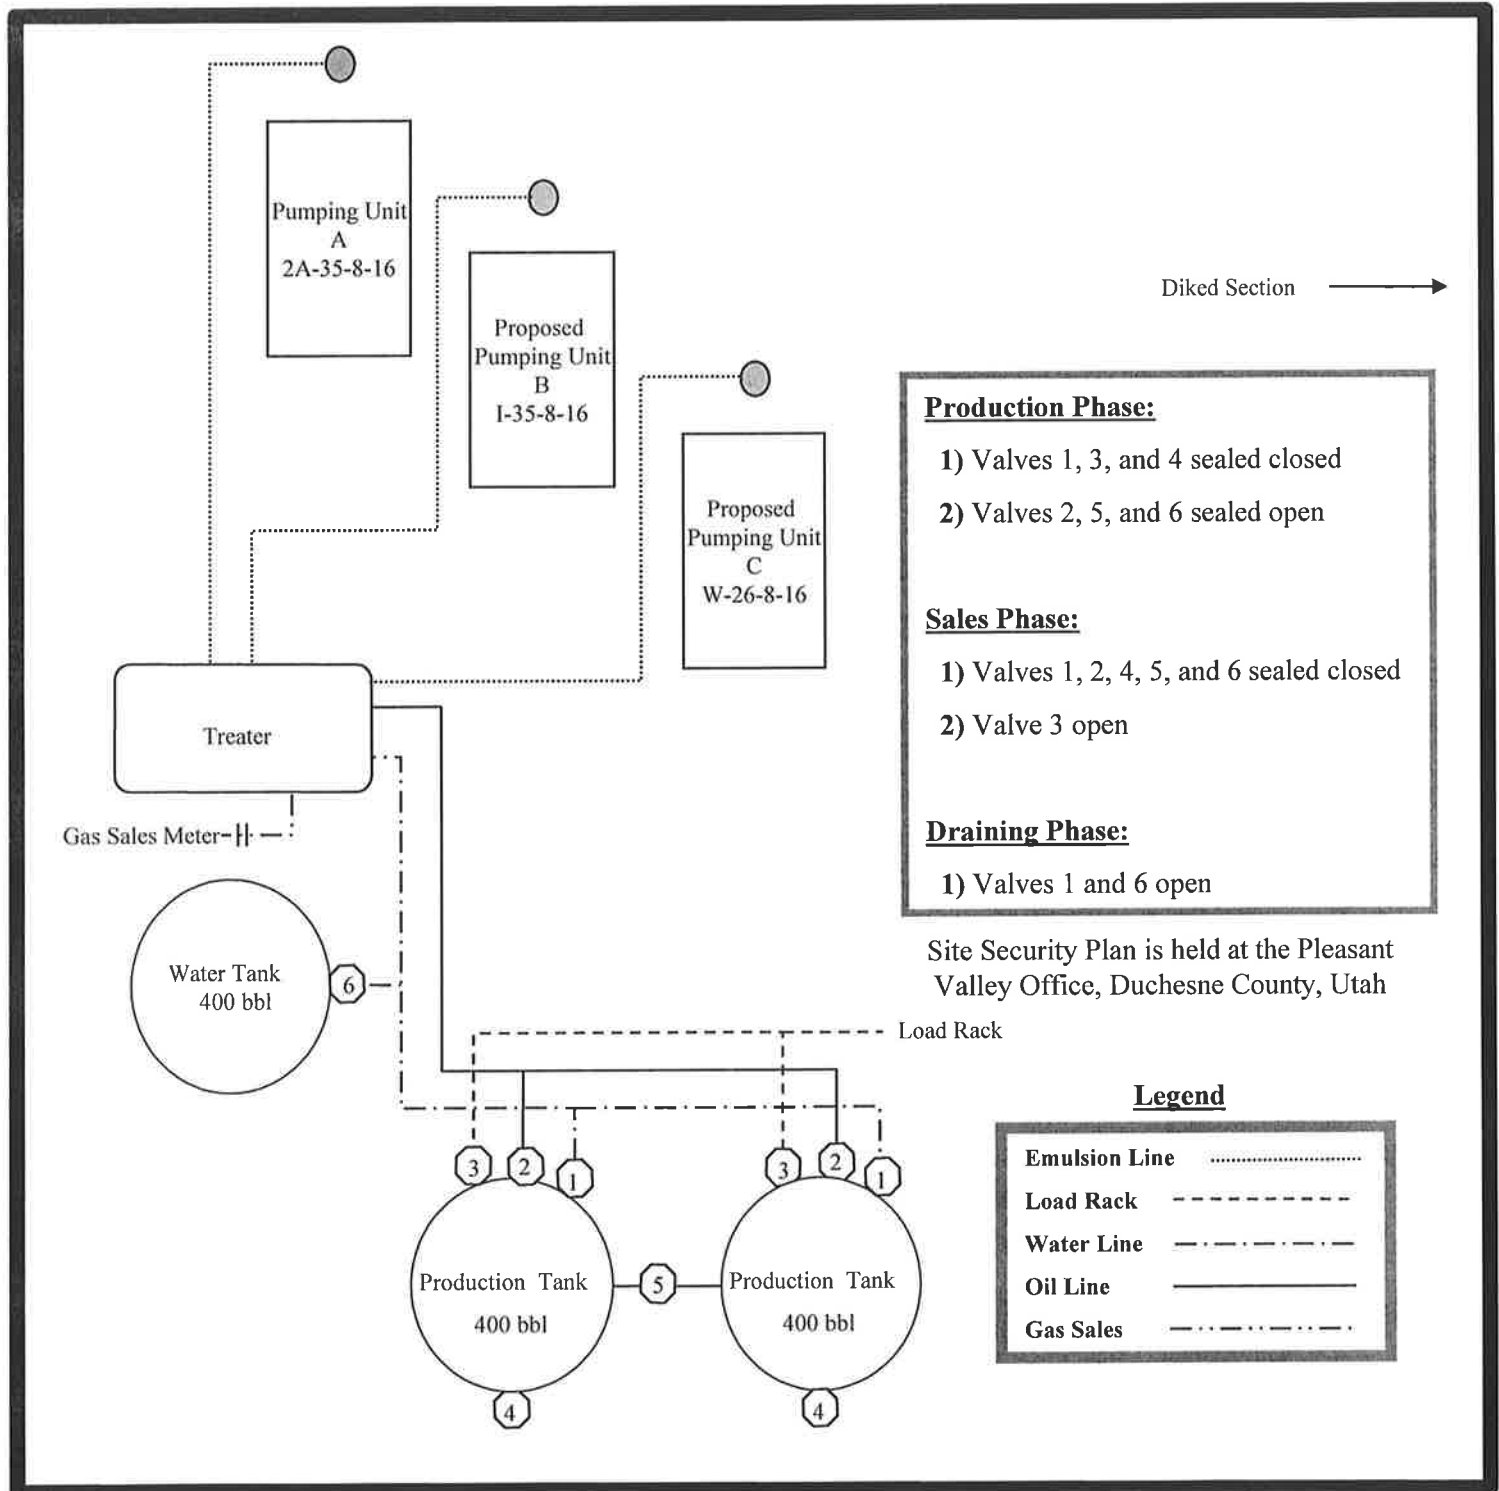 Pumping Unit
A
2A-35-8-16
Proposed
Pumping Unit
B
I-35-8-16
Diked Section
Proposed
Pumping Unit
C
W-26-8-16
Production Phase:
1) Valves 1, 3, and 4 sealed closed
2) Valves 2, 5, and 6 sealed open
Sales Phase:
1) Valves 1, 2, 4, 5, and 6 sealed closed
2) Valve 3 open
Draining Phase:
1) Valves 1 and 6 open
Treater
Gas Sales Meter
Water Tank
400 bbl
6
Site Security Plan is held at the Pleasant
Valley Office, Duchesne County, Utah
Load Rack
3
2
1
3
2
1
Production Tank
400 bbl
5
Production Tank
400 bbl
4
4
Legend
Emulsion Line
Load Rack
Water Line
Oil Line
Gas Sales